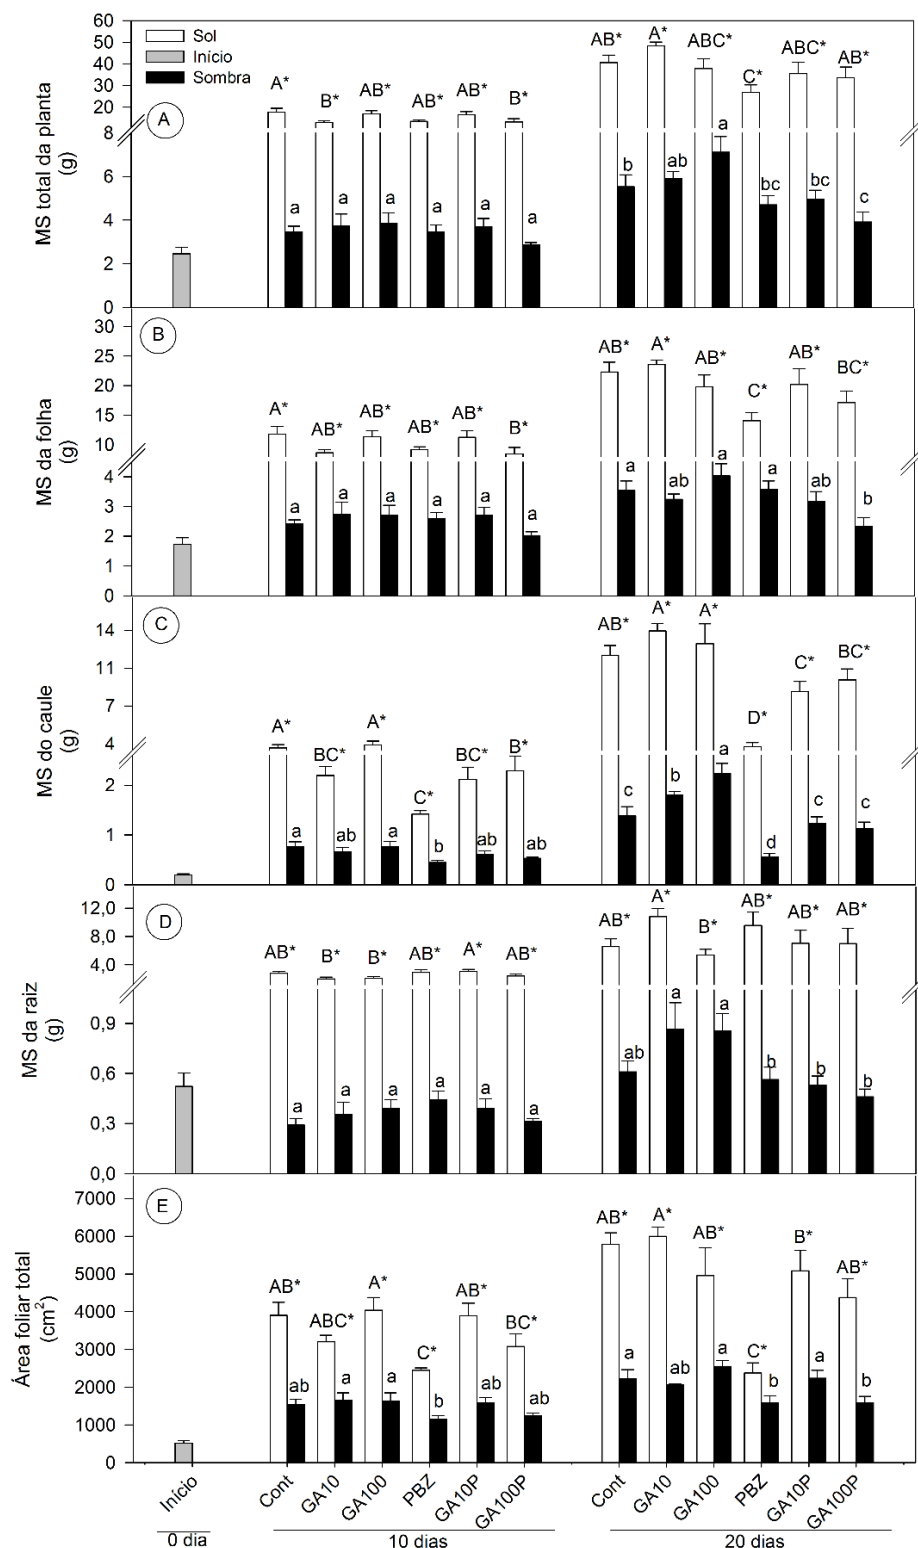 Sol
Início
Sombra
A
MS total da planta
(g)
60
50
40
30
20
8
6
4
2
0
A* B* AB* AB* AB* B*
a a a a a a
AB* A* ABC* C* ABC* AB*
b ab a bc bc c
B
MS da folha
(g)
30
25
20
15
10
4
3
2
1
0
A* AB* AB* AB* AB* B*
a a a a a a
AB* A* AB* C* AB* BC*
a ab a a ab b
C
MS do caule
(g)
14
11
7
4
2
1
0
A* BC* A* C* BC* B*
a ab a b ab ab
AB* A* A* D* C* BC*
c b a d c c
D
MS da raiz
(g)
12,0
8,0
4,0
0,9
0,6
0,3
0,0
AB* B* B* AB* A* AB*
a a a a a a
AB* A* B* AB* AB* AB*
ab a a b b b
E
Área foliar total
(cm²)
7000
6000
5000
4000
3000
2000
1000
0
AB* ABC* A* C* AB* BC*
ab a a b ab ab
AB* A* AB* C* B* AB*
a ab a b a b
Início Cont GA10 GA100 PBZ GA10P GA100P Cont GA10 GA100 PBZ GA10P GA100P
0 dia 10 dias 20 dias